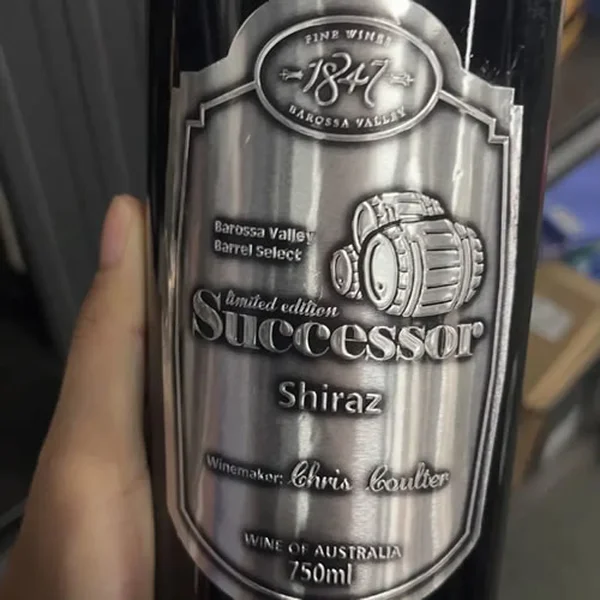 FINE WINES
1847
BAROSSA VALLEY
Barossa Valley
Barrel Select
limited edition
Successor
Shiraz
Winemaker: Chris Coulter
WINE OF AUSTRALIA
750ml